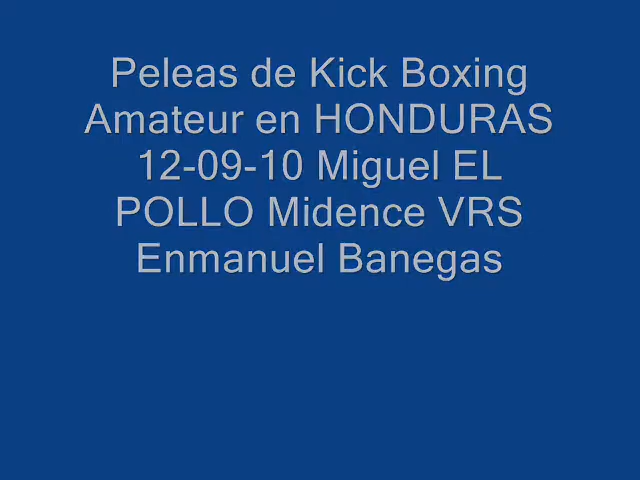 Peleas de Kick Boxing
Amateur en HONDURAS
12-09-10 Miguel EL
POLLO Midence VRS
Enmanuel Banegas